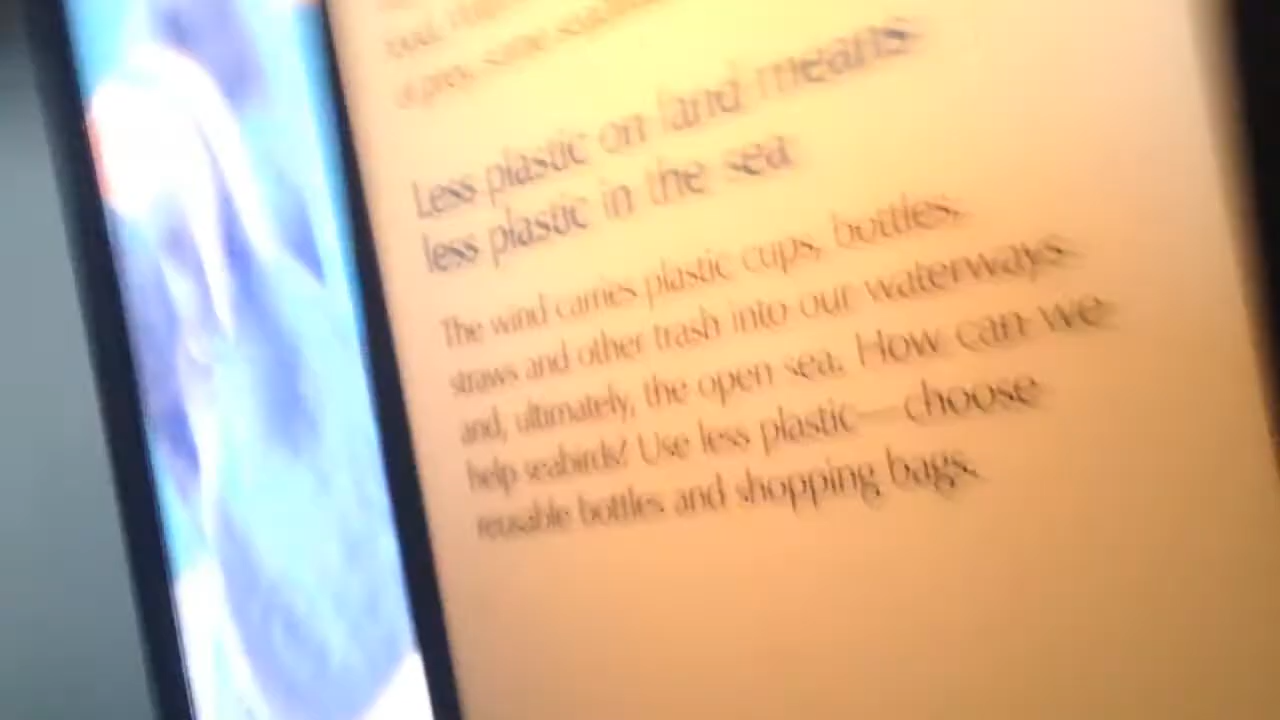 Less plastic on land means
less plastic in the sea
The wind carries plastic cups, bottles,
straws and other trash into our waterways
and, ultimately, the open sea. How can we
help seabirds? Use less plastic—choose
reusable bottles and shopping bags.